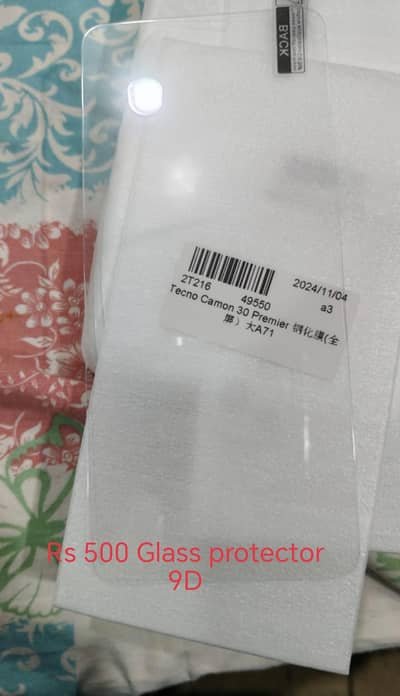 BACK
2T216
49550
2024/11/04
a3
Tecno Camon 30 Premier 钢化膜(全
屏）大A71
Rs 500 Glass protector
9D